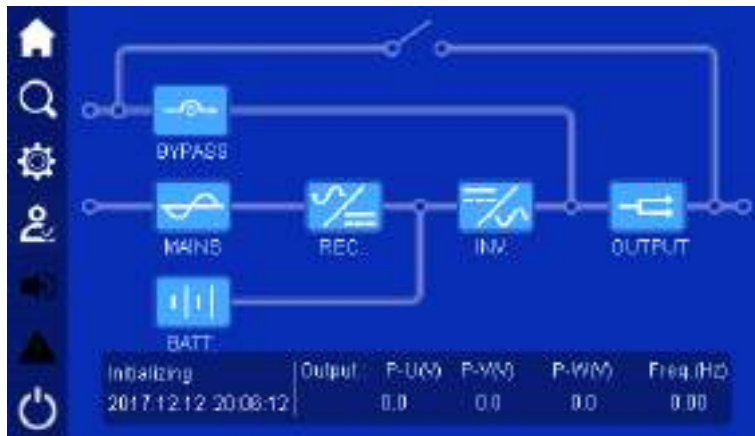 BYPASS
MAINS
REC.
INV.
OUTPUT
BATT.
Initializing
Output: P-U(V) P-V(V) P-W(V) Freq.(Hz)
2017.12.12 20:06:12 0.0 0.0 0.0 0.00